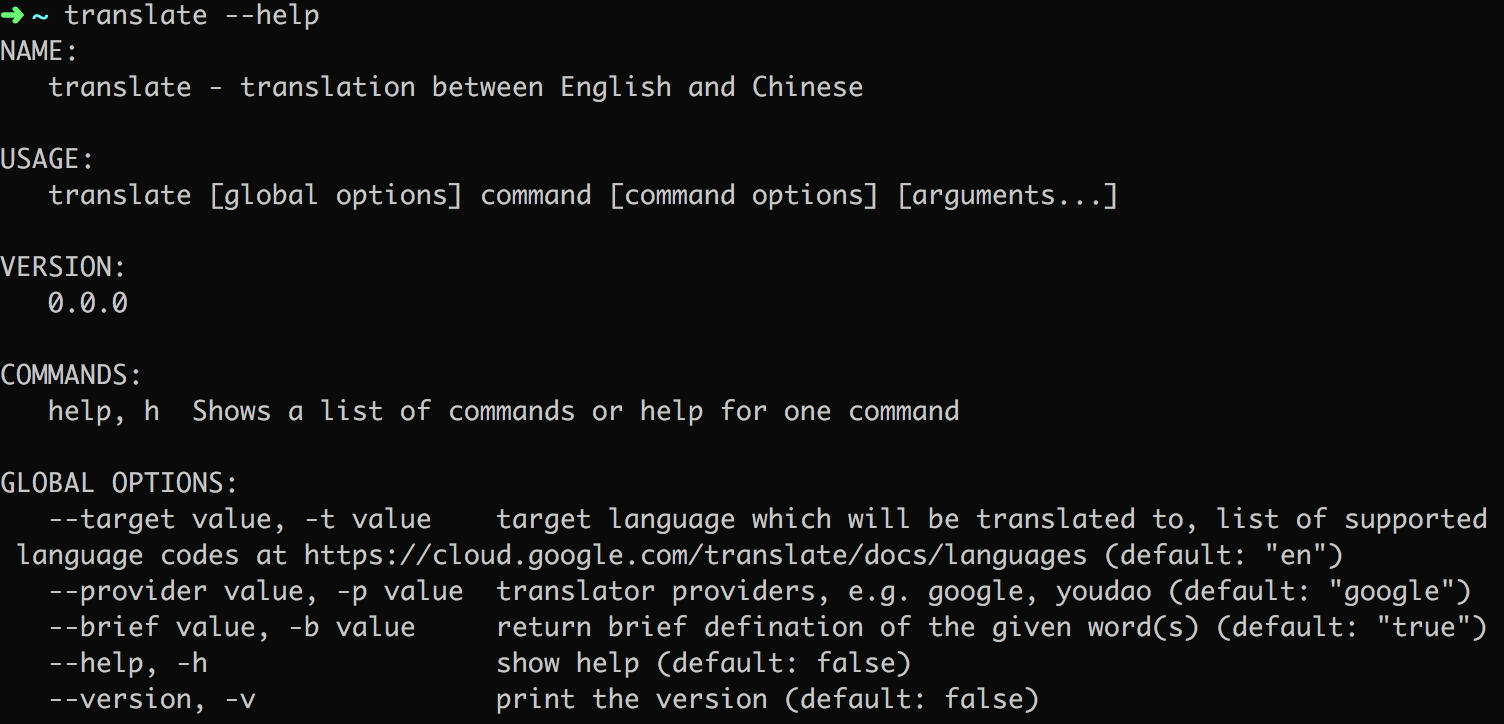 ➜ ~ translate --help
NAME:
   translate - translation between English and Chinese

USAGE:
   translate [global options] command [command options] [arguments...]

VERSION:
   0.0.0

COMMANDS:
   help, h  Shows a list of commands or help for one command

GLOBAL OPTIONS:
   --target value, -t value    target language which will be translated to, list of supported
 language codes at https://cloud.google.com/translate/docs/languages (default: "en")
   --provider value, -p value  translator providers, e.g. google, youdao (default: "google")
   --brief value, -b value     return brief defination of the given word(s) (default: "true")
   --help, -h                  show help (default: false)
   --version, -v               print the version (default: false)